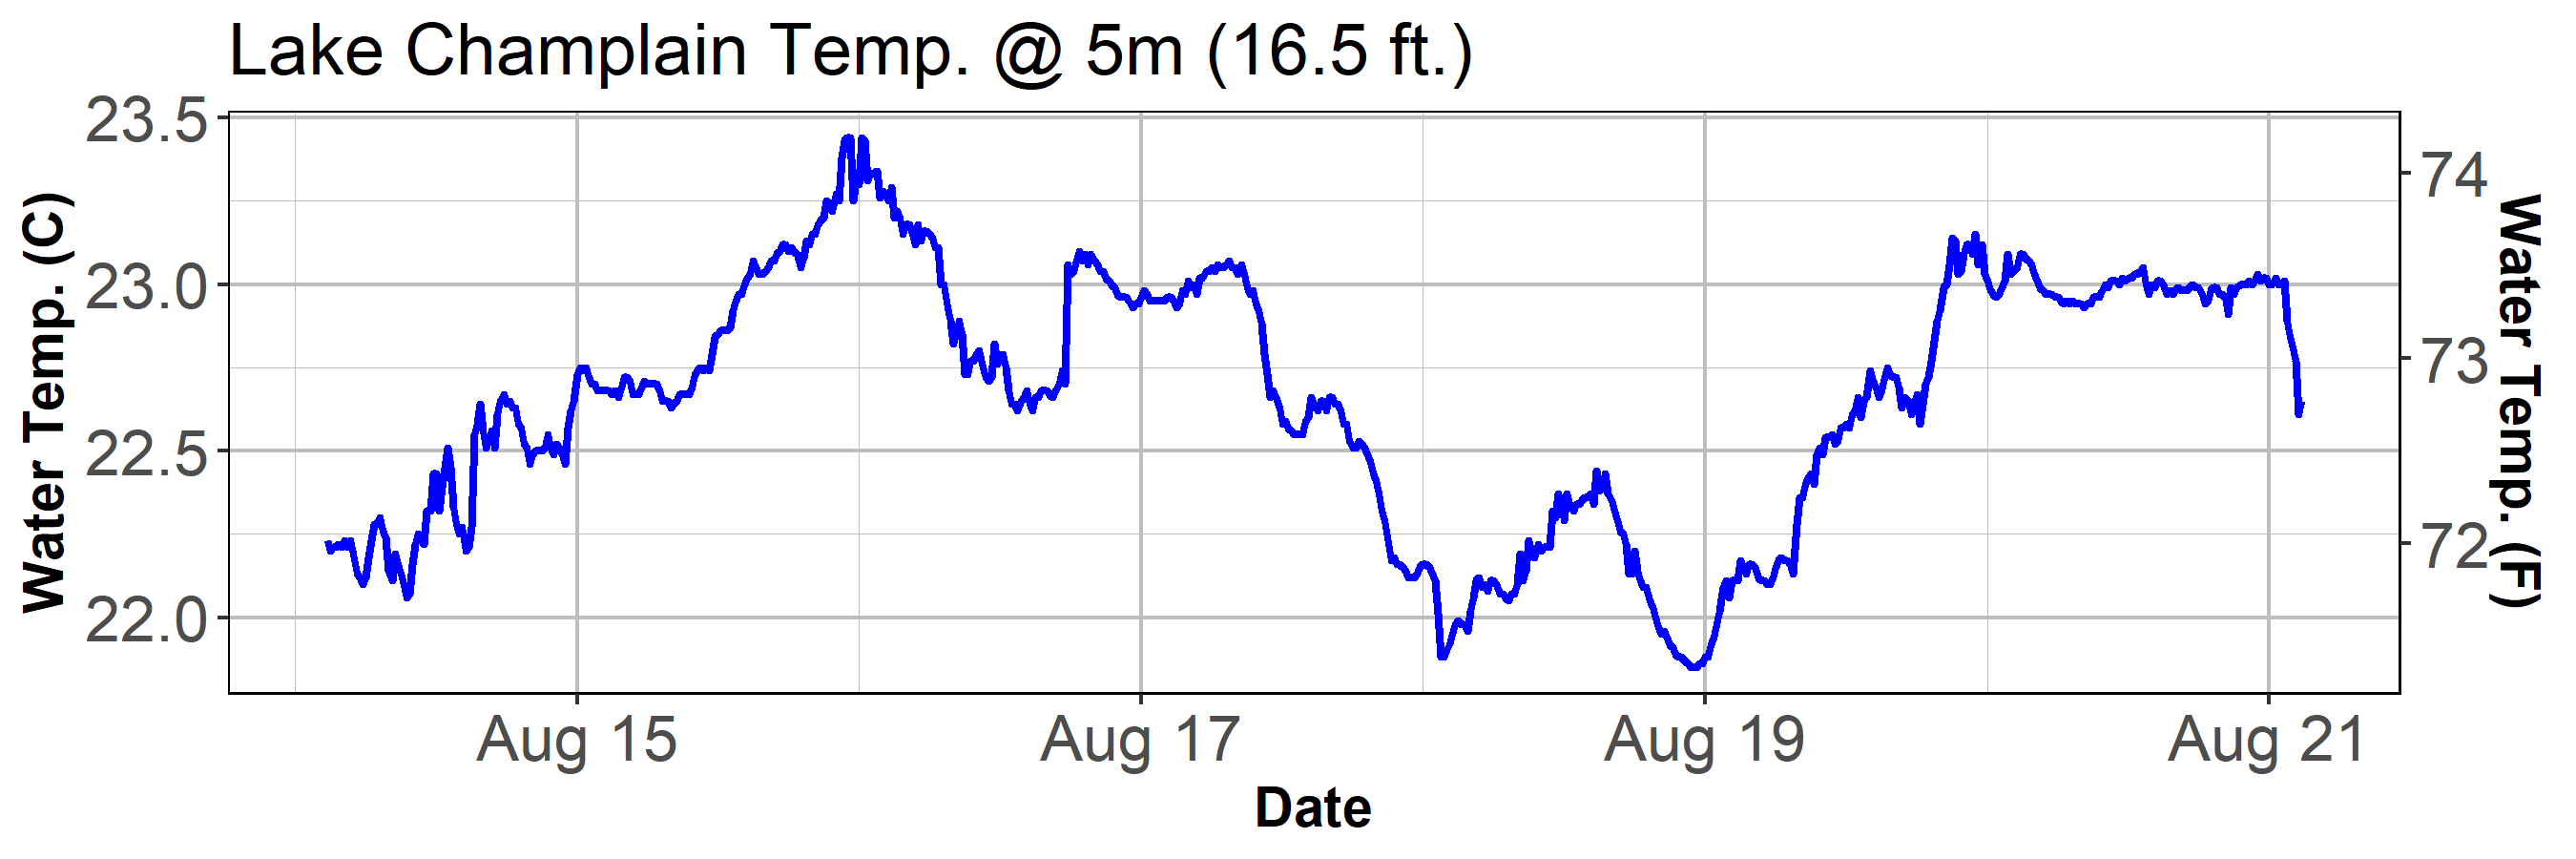 Lake Champlain Temp. @ 5m (16.5 ft.)
23.5
23.0
22.5
22.0
Water Temp. (C)
74
73
72
Water Temp. (F)
Aug 15 Aug 17 Aug 19 Aug 21
Date